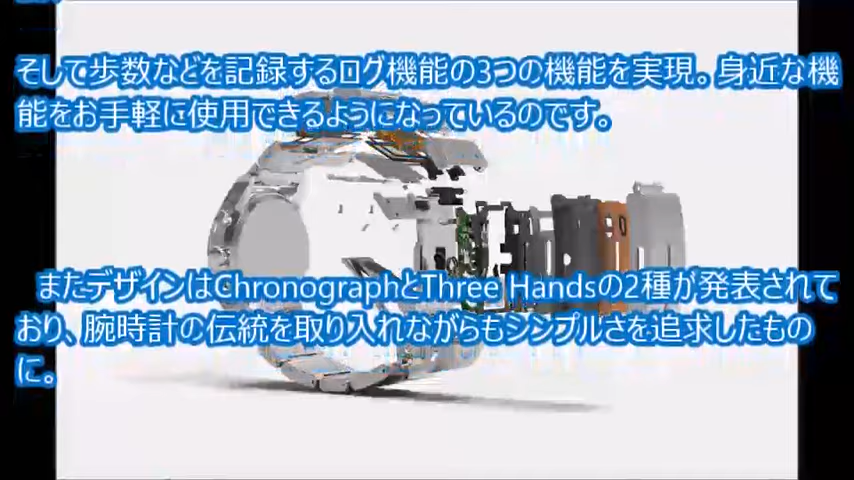 そして歩数などを記録するログ機能の3つの機能を実現。身近な機
能をお手軽に使用できるようになっているのです。
またデザインはChronographとThree Handsの2種が発表されて
おり、腕時計の伝統を取り入れながらもシンプルさを追求したもの
に。